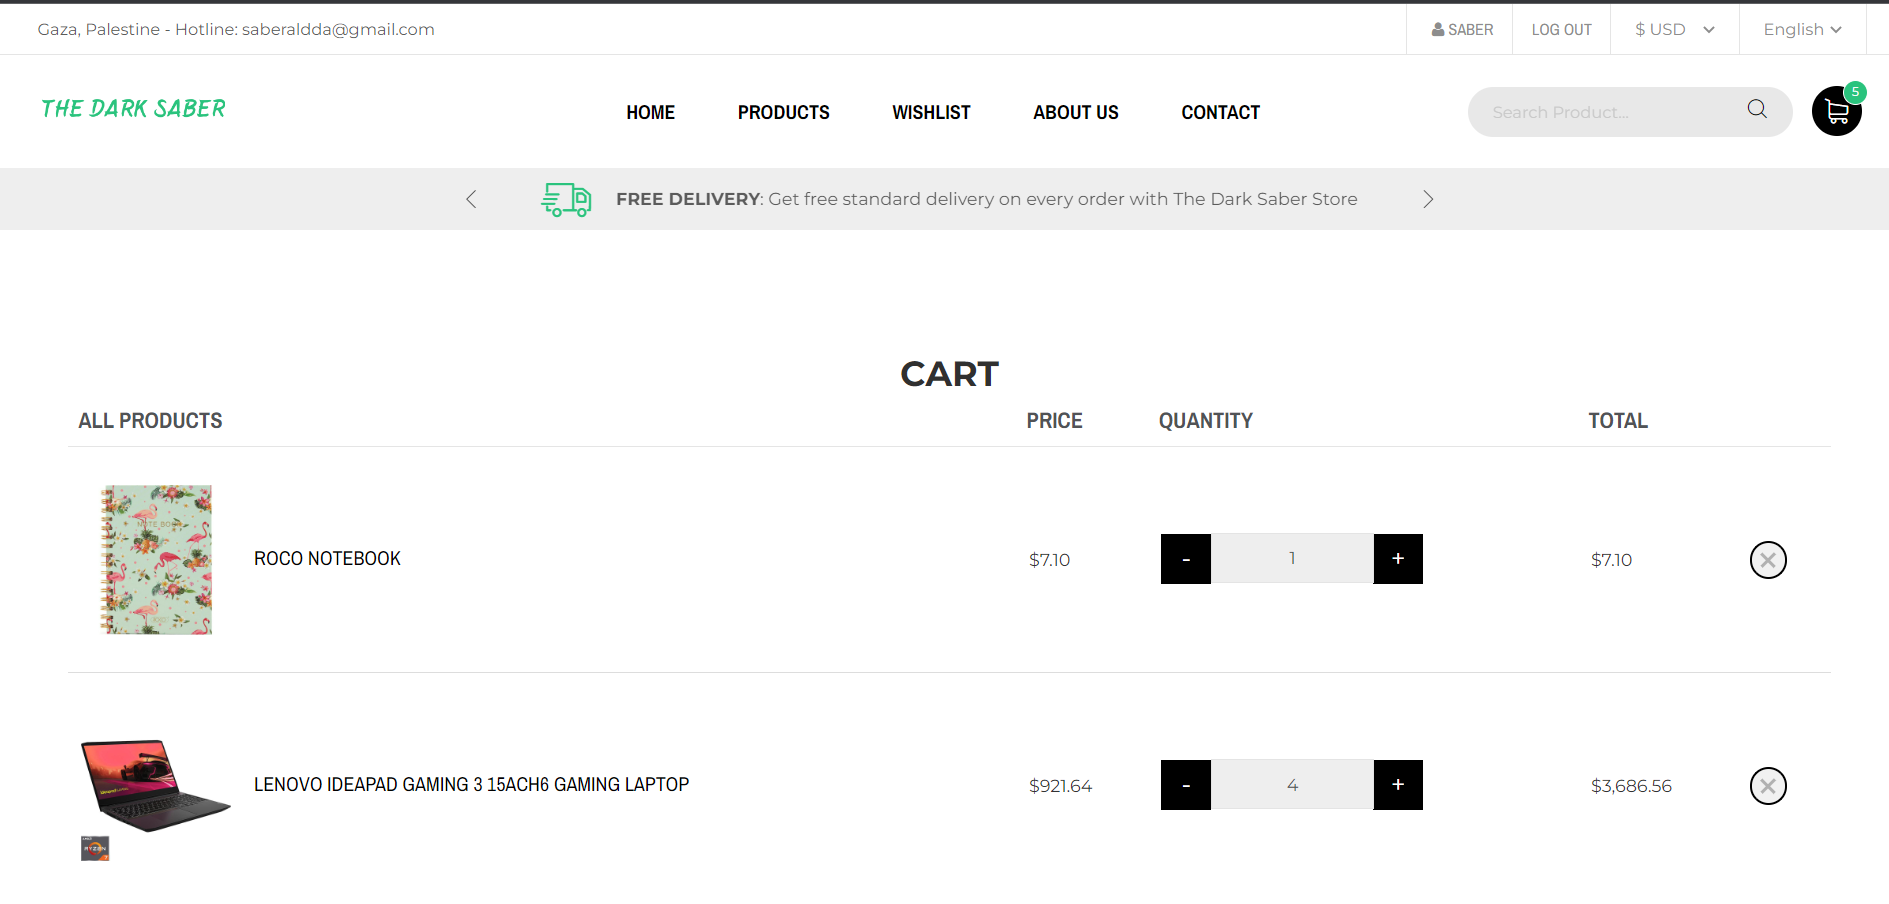 Gaza, Palestine - Hotline: saberaldda@gmail.com
SABER
LOG OUT
$ USD
English
THE DARK SABER
HOME
PRODUCTS
WISHLIST
ABOUT US
CONTACT
Search Product...
5
FREE DELIVERY: Get free standard delivery on every order with The Dark Saber Store
CART
ALL PRODUCTS
PRICE
QUANTITY
TOTAL
NOTE BOOK
ROCO NOTEBOOK
$7.10
-
1
+
$7.10
LENOVO IDEAPAD GAMING 3 15ACH6 GAMING LAPTOP
$921.64
-
4
+
$3,686.56
RYZEN